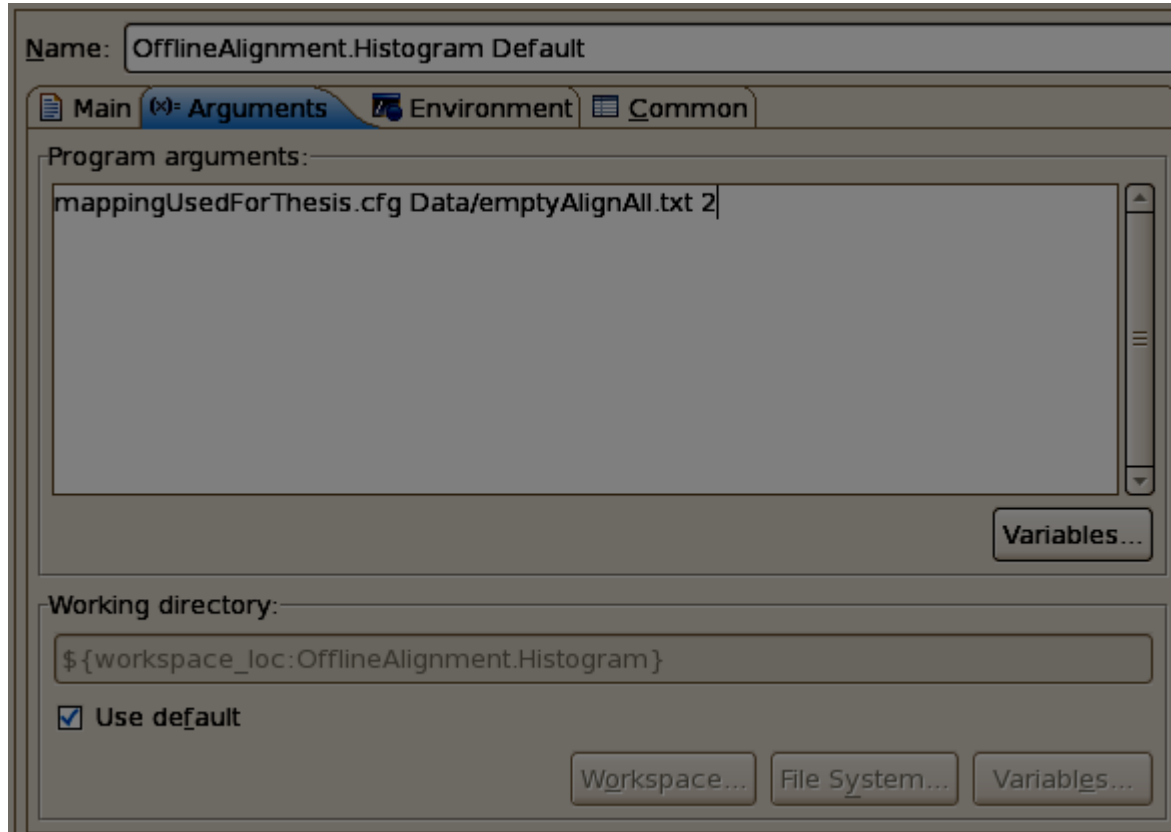 Name: OfflineAlignment.Histogram Default
Main (x)= Arguments Environment Common
Program arguments:
mappingUsedForThesis.cfg Data/emptyAlignAll.txt 2
Variables...
Working directory:
${workspace_loc:OfflineAlignment.Histogram}
Use default
Workspace... File System... Variables...